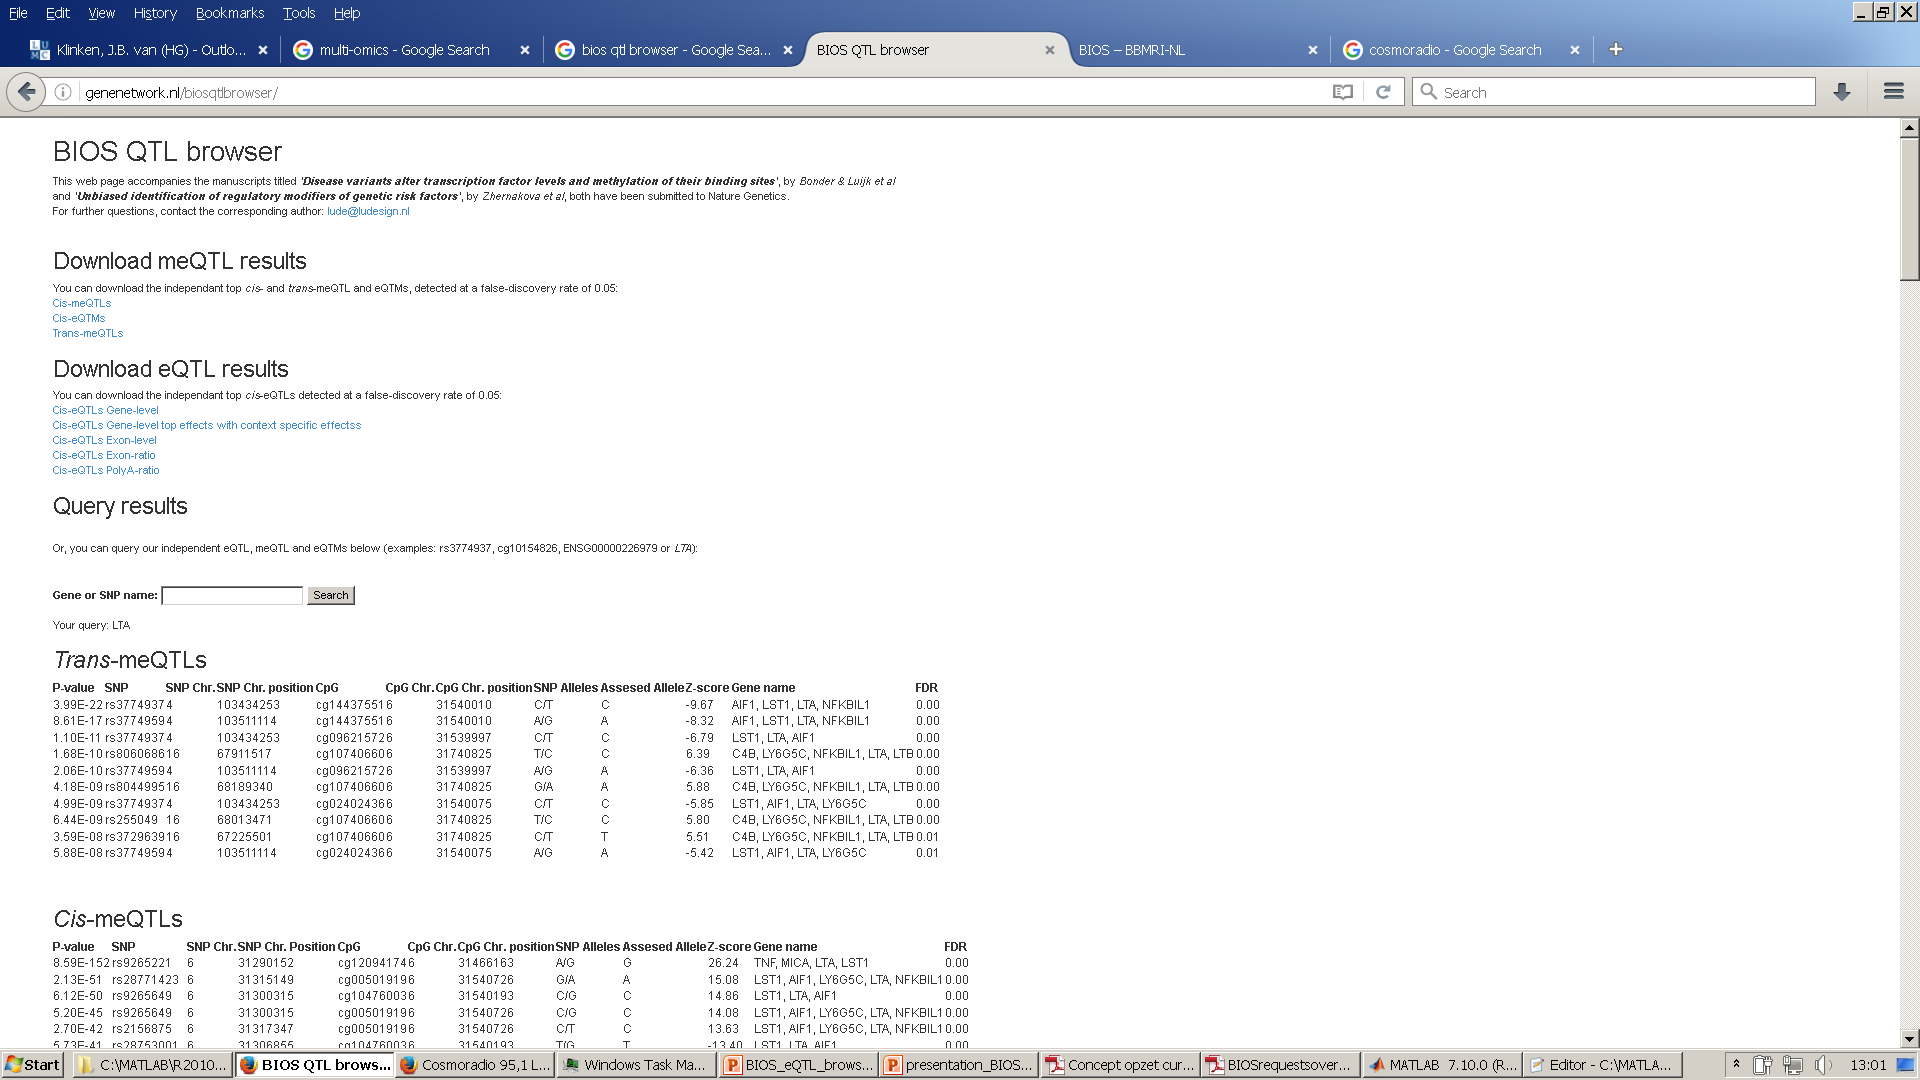 File Edit View History Bookmarks Tools Help
Klinken, J.B. van (HG) - Outlo... multi-omics - Google Search bios qtl browser - Google Sea... BIOS QTL browser BIOS – BBMRI-NL cosmoradio - Google Search
genenetwork.nl/biosqtlbrowser/ Search
BIOS QTL browser
This web page accompanies the manuscripts titled 'Disease variants alter transcription factor levels and methylation of their binding sites', by Bonder & Luijk et al
and 'Unbiased identification of regulatory modifiers of genetic risk factors', by Zhernakova et al, both have been submitted to Nature Genetics.
For further questions, contact the corresponding author: lude@ludesign.nl
Download meQTL results
You can download the independant top cis- and trans-meQTL and eQTMs, detected at a false-discovery rate of 0.05:
Cis-meQTLs
Cis-eQTMs
Trans-meQTLs
Download eQTL results
You can download the independant top cis-eQTLs detected at a false-discovery rate of 0.05:
Cis-eQTLs Gene-level
Cis-eQTLs Gene-level top effects with context specific effectss
Cis-eQTLs Exon-level
Cis-eQTLs Exon-ratio
Cis-eQTLs PolyA-ratio
Query results
Or, you can query our independent eQTL, meQTL and eQTMs below (examples: rs3774937, cg10154826, ENSG00000226979 or LTA):
Gene or SNP name: Search
Your query: LTA
Trans-meQTLs
P-value SNP SNP Chr. SNP Chr. position CpG CpG Chr. CpG Chr. position SNP Alleles Assesed Allele Z-score Gene name FDR
3.99E-22 rs3774937 4 103434253 cg14437551 6 31540010 C/T C -9.67 AIF1, LST1, LTA, NFKBIL1 0.00
8.61E-17 rs3774959 4 103511114 cg14437551 6 31540010 A/G A -8.32 AIF1, LST1, LTA, NFKBIL1 0.00
1.10E-11 rs3774937 4 103434253 cg09621572 6 31539997 C/T C -6.79 LST1, LTA, AIF1 0.00
1.68E-10 rs8060686 16 67911517 cg10740660 6 31740825 T/C C 6.39 C4B, LY6G5C, NFKBIL1, LTA, LTB 0.00
2.06E-10 rs3774959 4 103511114 cg09621572 6 31539997 A/G A -6.36 LST1, LTA, AIF1 0.00
4.18E-09 rs8044995 16 68189340 cg10740660 6 31740825 G/A A 5.88 C4B, LY6G5C, NFKBIL1, LTA, LTB 0.00
4.99E-09 rs3774937 4 103434253 cg02402436 6 31540075 C/T C -5.85 LST1, AIF1, LTA, LY6G5C 0.00
6.44E-09 rs255049 16 68013471 cg10740660 6 31740825 T/C C 5.80 C4B, LY6G5C, NFKBIL1, LTA, LTB 0.00
3.59E-08 rs3729639 16 67225501 cg10740660 6 31740825 C/T T 5.51 C4B, LY6G5C, NFKBIL1, LTA, LTB 0.01
5.88E-08 rs3774959 4 103511114 cg02402436 6 31540075 A/G A -5.42 LST1, AIF1, LTA, LY6G5C 0.01
Cis-meQTLs
P-value SNP SNP Chr. SNP Chr. Position CpG CpG Chr. CpG Chr. position SNP Alleles Assesed Allele Z-score Gene name FDR
8.59E-152 rs9265221 6 31290152 cg12094174 6 31466163 A/G G 26.24 TNF, MICA, LTA, LST1 0.00
2.13E-51 rs28771423 6 31315149 cg00501919 6 31540726 G/A A 15.08 LST1, AIF1, LY6G5C, LTA, NFKBIL1 0.00
6.12E-50 rs9265649 6 31300315 cg10476003 6 31540193 C/G C 14.86 LST1, LTA, AIF1 0.00
5.20E-45 rs9265649 6 31300315 cg00501919 6 31540726 C/G C 14.08 LST1, AIF1, LY6G5C, LTA, NFKBIL1 0.00
2.70E-42 rs2156875 6 31317347 cg00501919 6 31540726 C/T C 13.63 LST1, AIF1, LY6G5C, LTA, NFKBIL1 0.00
5.73E-41 rs28753001 6 31306855 cg10476003 6 31540193 T/G T -13.40 LST1, LTA, AIF1 0.00
Start C:\MATLAB\R2010... BIOS QTL brows... Cosmoradio 95,1 L... Windows Task Ma... BIOS_eQTL_brows... presentation_BIOS... Concept opzet cur... BIOSrequestsover... MATLAB 7.10.0 (R... Editor - C:\MATLA... 13:01